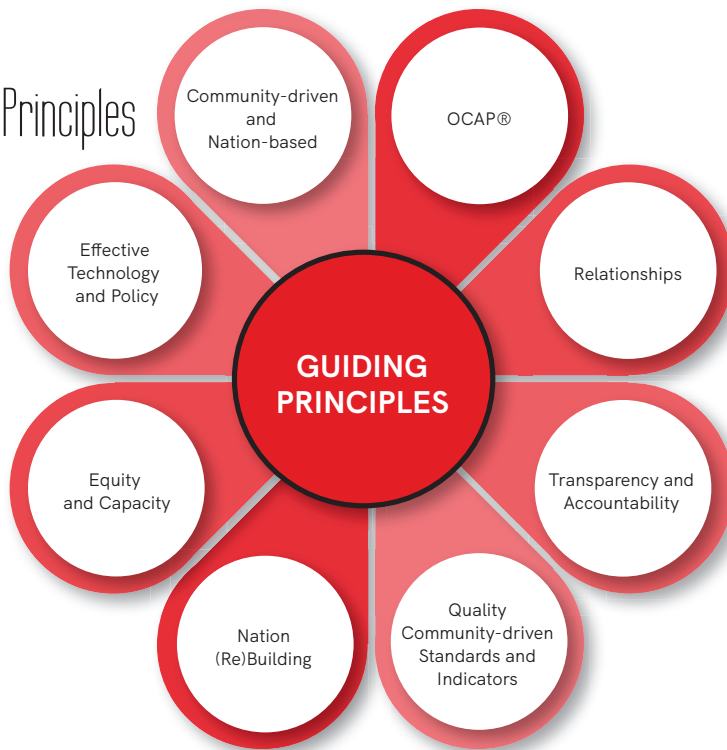 Principles
Community-driven
and
Nation-based
OCAP®
Effective
Technology
and Policy
Relationships
GUIDING
PRINCIPLES
Equity
and Capacity
Transparency and
Accountability
Nation
(Re)Building
Quality
Community-driven
Standards and
Indicators